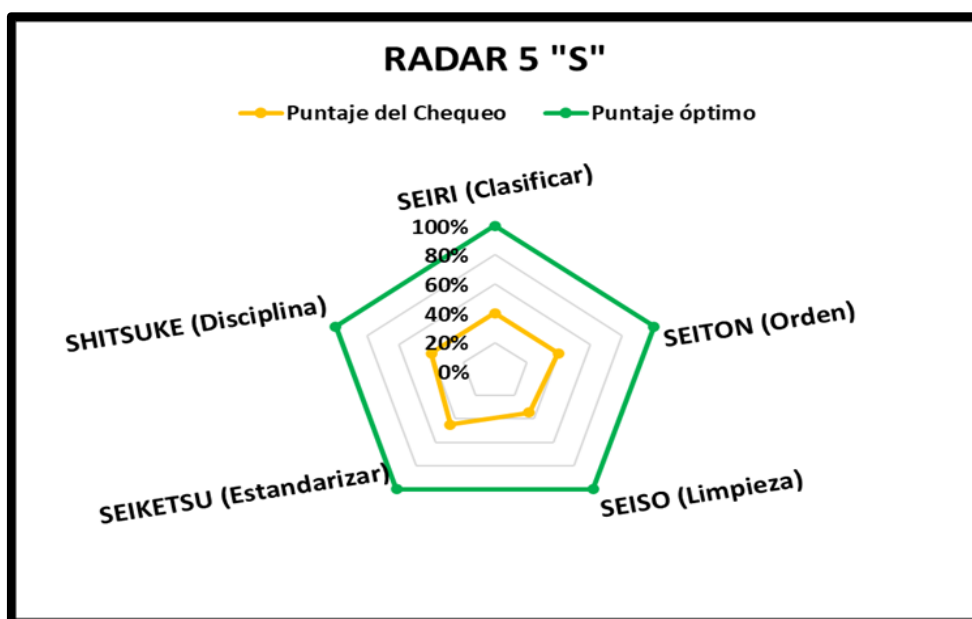 RADAR 5 "S"
Puntaje del Chequeo
Puntaje óptimo
SEIRI (Clasificar)
100%
80%
60%
40%
20%
0%
SEITON (Orden)
SEISO (Limpieza)
SEIKETSU (Estandarizar)
SHITSUKE (Disciplina)